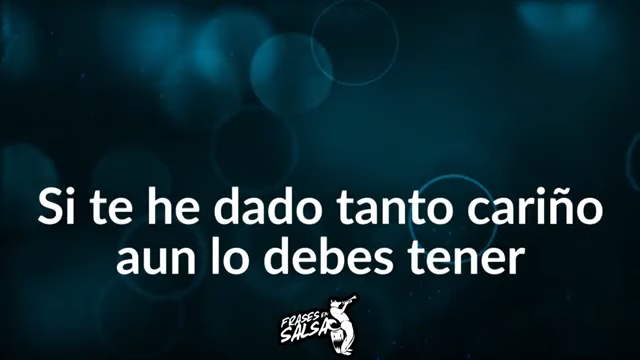 Si te he dado tanto cariño
aun lo debes tener
FRASES EN
SALSA